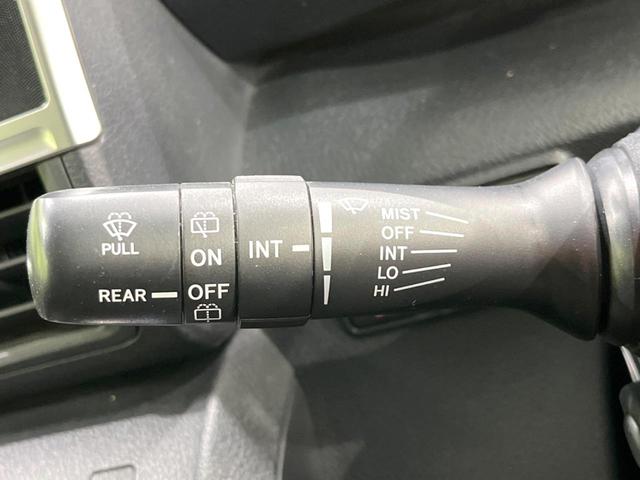 PULL
REAR
ON
OFF
INT
MIST
OFF
INT
LO
HI